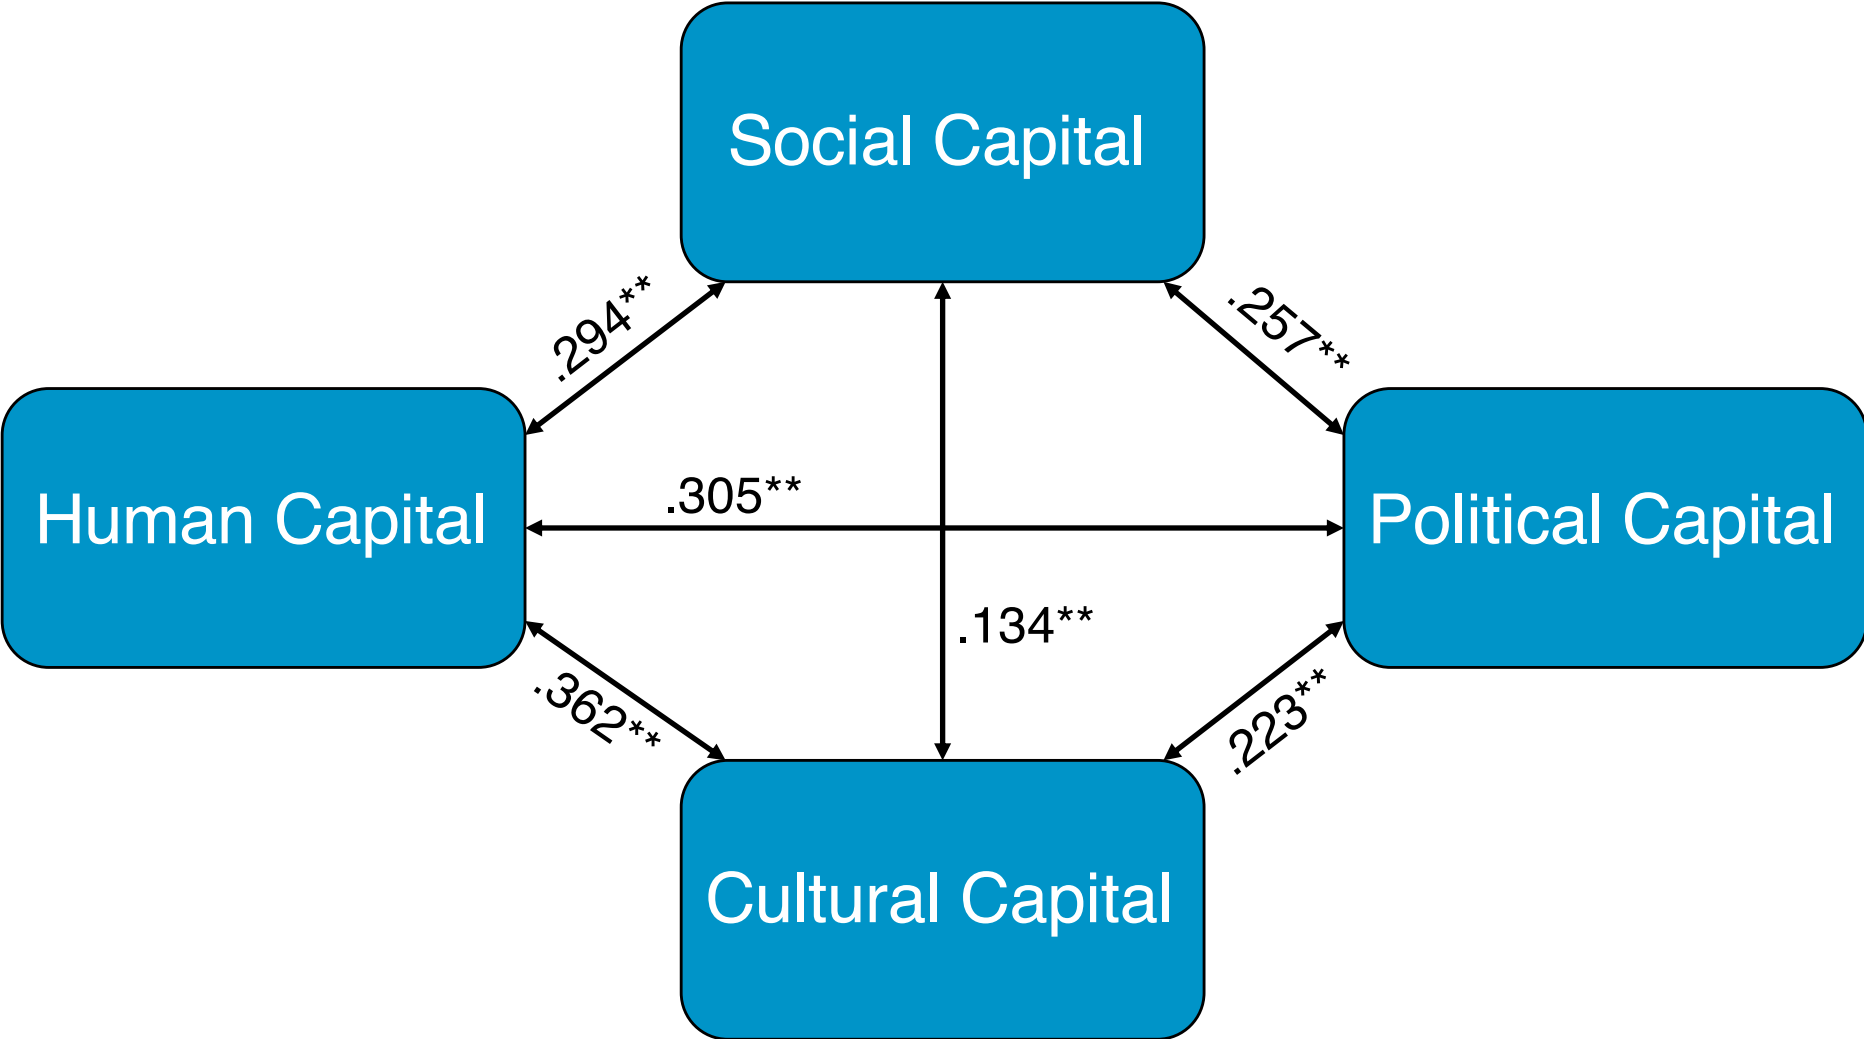 Social Capital
.294**
.257**
Human Capital
.305**
Political Capital
.134**
.362**
.223**
Cultural Capital